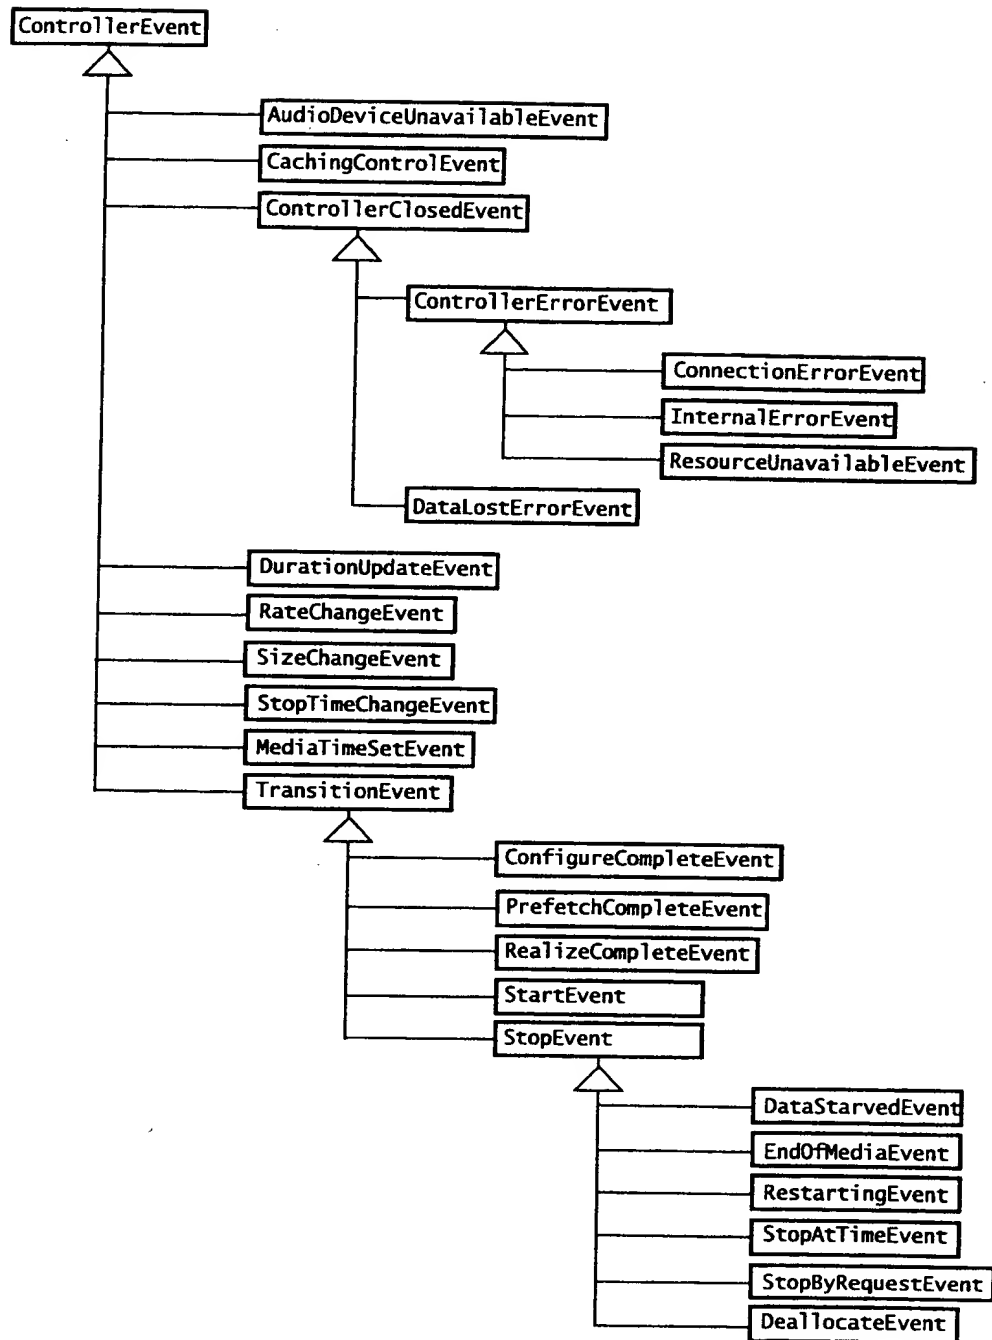 ControllerEvent
AudioDeviceUnavailableEvent
CachingControlEvent
ControllerClosedEvent
ControllerErrorEvent
ConnectionErrorEvent
InternalErrorEvent
ResourceUnavailableEvent
DataLostErrorEvent
DurationUpdateEvent
RateChangeEvent
SizeChangeEvent
StopTimeChangeEvent
MediaTimeSetEvent
TransitionEvent
ConfigureCompleteEvent
PrefetchCompleteEvent
RealizeCompleteEvent
StartEvent
StopEvent
DataStarvedEvent
EndOfMediaEvent
RestartingEvent
StopAtTimeEvent
StopByRequestEvent
DeallocateEvent